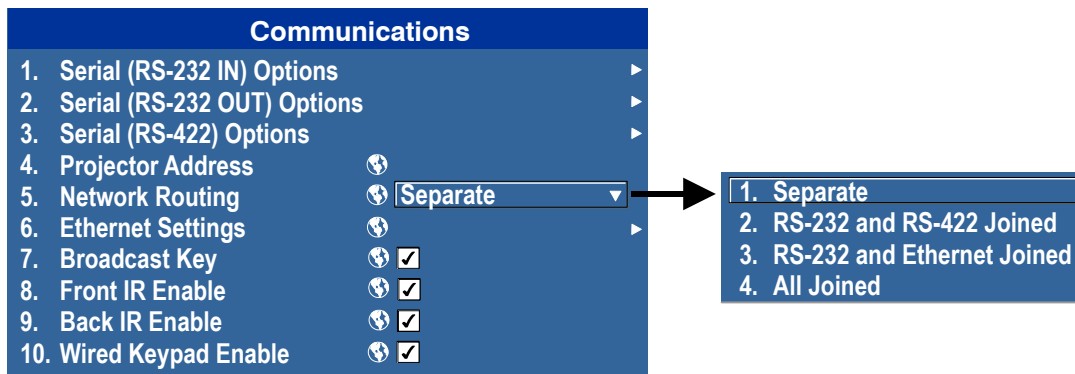 Communications
1. Serial (RS-232 IN) Options
2. Serial (RS-232 OUT) Options
3. Serial (RS-422) Options
4. Projector Address
5. Network Routing Separate
6. Ethernet Settings
7. Broadcast Key
8. Front IR Enable
9. Back IR Enable
10. Wired Keypad Enable
1. Separate
2. RS-232 and RS-422 Joined
3. RS-232 and Ethernet Joined
4. All Joined